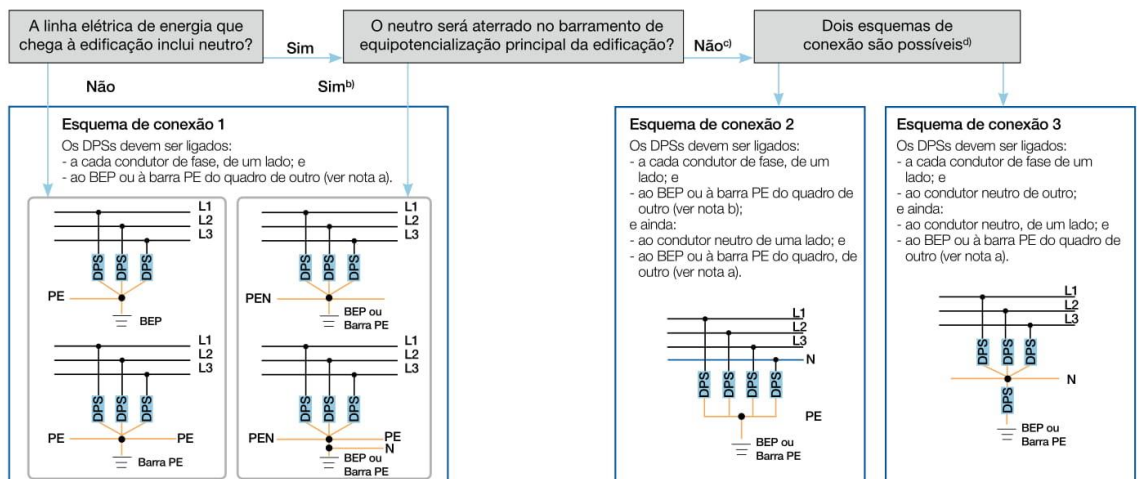 A linha elétrica de energia que
chega à edificação inclui neutro?
Sim
O neutro será aterrado no barramento de
equipotencialização principal da edificação?
Nãoc)
Dois esquemas de
conexão são possíveisd)
Não
Simb)
Esquema de conexão 1
Os DPSs devem ser ligados:
- a cada condutor de fase, de um lado; e
- ao BEP ou à barra PE do quadro de outro (ver nota a).
L1
L2
L3
DPS
DPS
DPS
PE
BEP
L1
L2
L3
DPS
DPS
DPS
PEN
BEP ou
Barra PE
L1
L2
L3
DPS
DPS
DPS
PE
PE
Barra PE
L1
L2
L3
DPS
DPS
DPS
PEN
PE
N
BEP ou
Barra PE
Esquema de conexão 2
Os DPSs devem ser ligados:
- a cada condutor de fase, de um
lado; e
- ao BEP ou à barra PE do quadro de
outro (ver nota b);
e ainda:
- ao condutor neutro de uma lado; e
- ao BEP ou à barra PE do quadro, de
outro (ver nota a).
L1
L2
L3
N
DPS
DPS
DPS
DPS
PE
BEP ou
Barra PE
Esquema de conexão 3
Os DPSs devem ser ligados:
- a cada condutor de fase de um
lado; e
- ao condutor neutro de outro;
e ainda:
- ao condutor neutro, de um lado; e
- ao BEP ou à barra PE do quadro de
outro (ver nota a).
L1
L2
L3
DPS
DPS
DPS
N
DPS
BEP ou
Barra PE